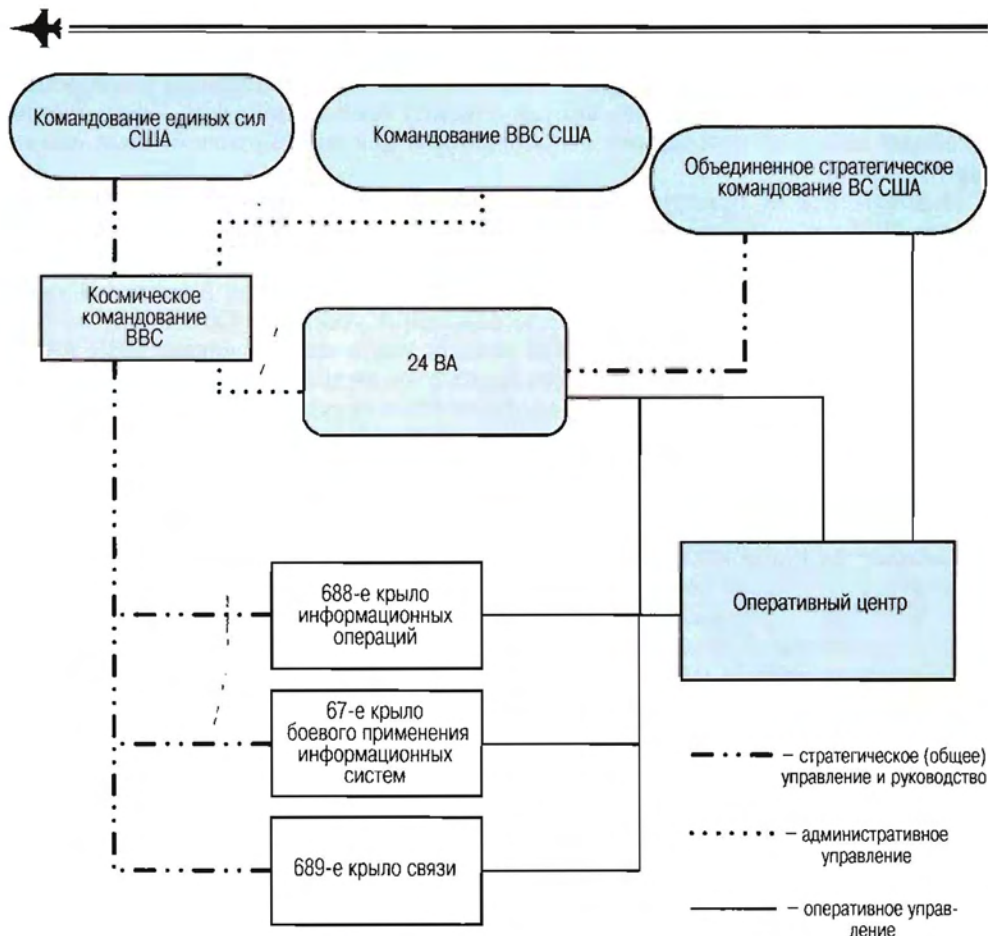 Командование единых сил
США
Командование ВВС США
Объединенное стратегическое
командование ВС США
Космическое
командование
ВВС
24 ВА
688-е крыло
информационных
операций
Оперативный центр
67-е крыло
боевого применения
информационных
систем
689-е крыло связи
– стратегическое (общее)
управление и руководство
– административное
управление
– оперативное управ-
ление